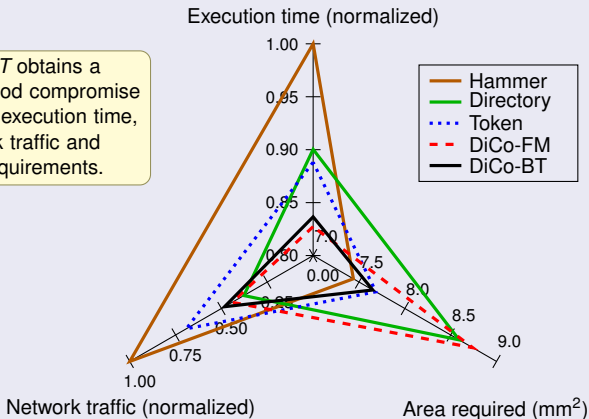 Execution time (normalized)
1.00
T obtains a
od compromise
execution time,
k traffic and
quirements.
0.95
Hammer
Directory
Token
DiCo-FM
DiCo-BT
0.90
0.85
7.0
0.80
7.5
0.00
8.0
0.25
8.5
0.50
9.0
0.75
1.00
Network traffic (normalized)
Area required (mm²)